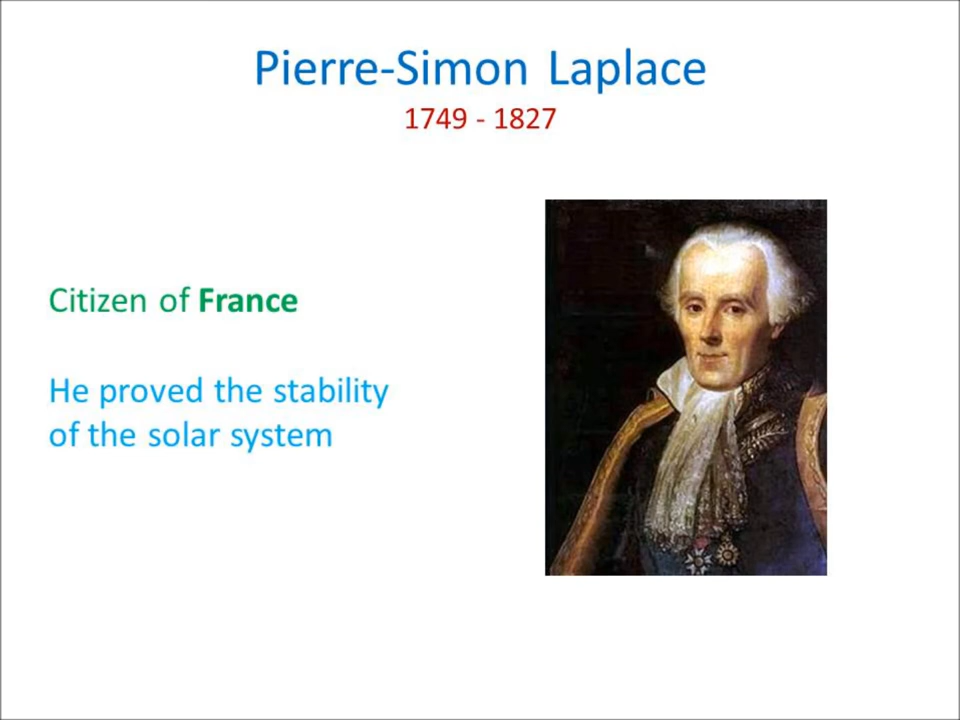 Pierre-Simon Laplace
1749 - 1827
Citizen of France
He proved the stability
of the solar system